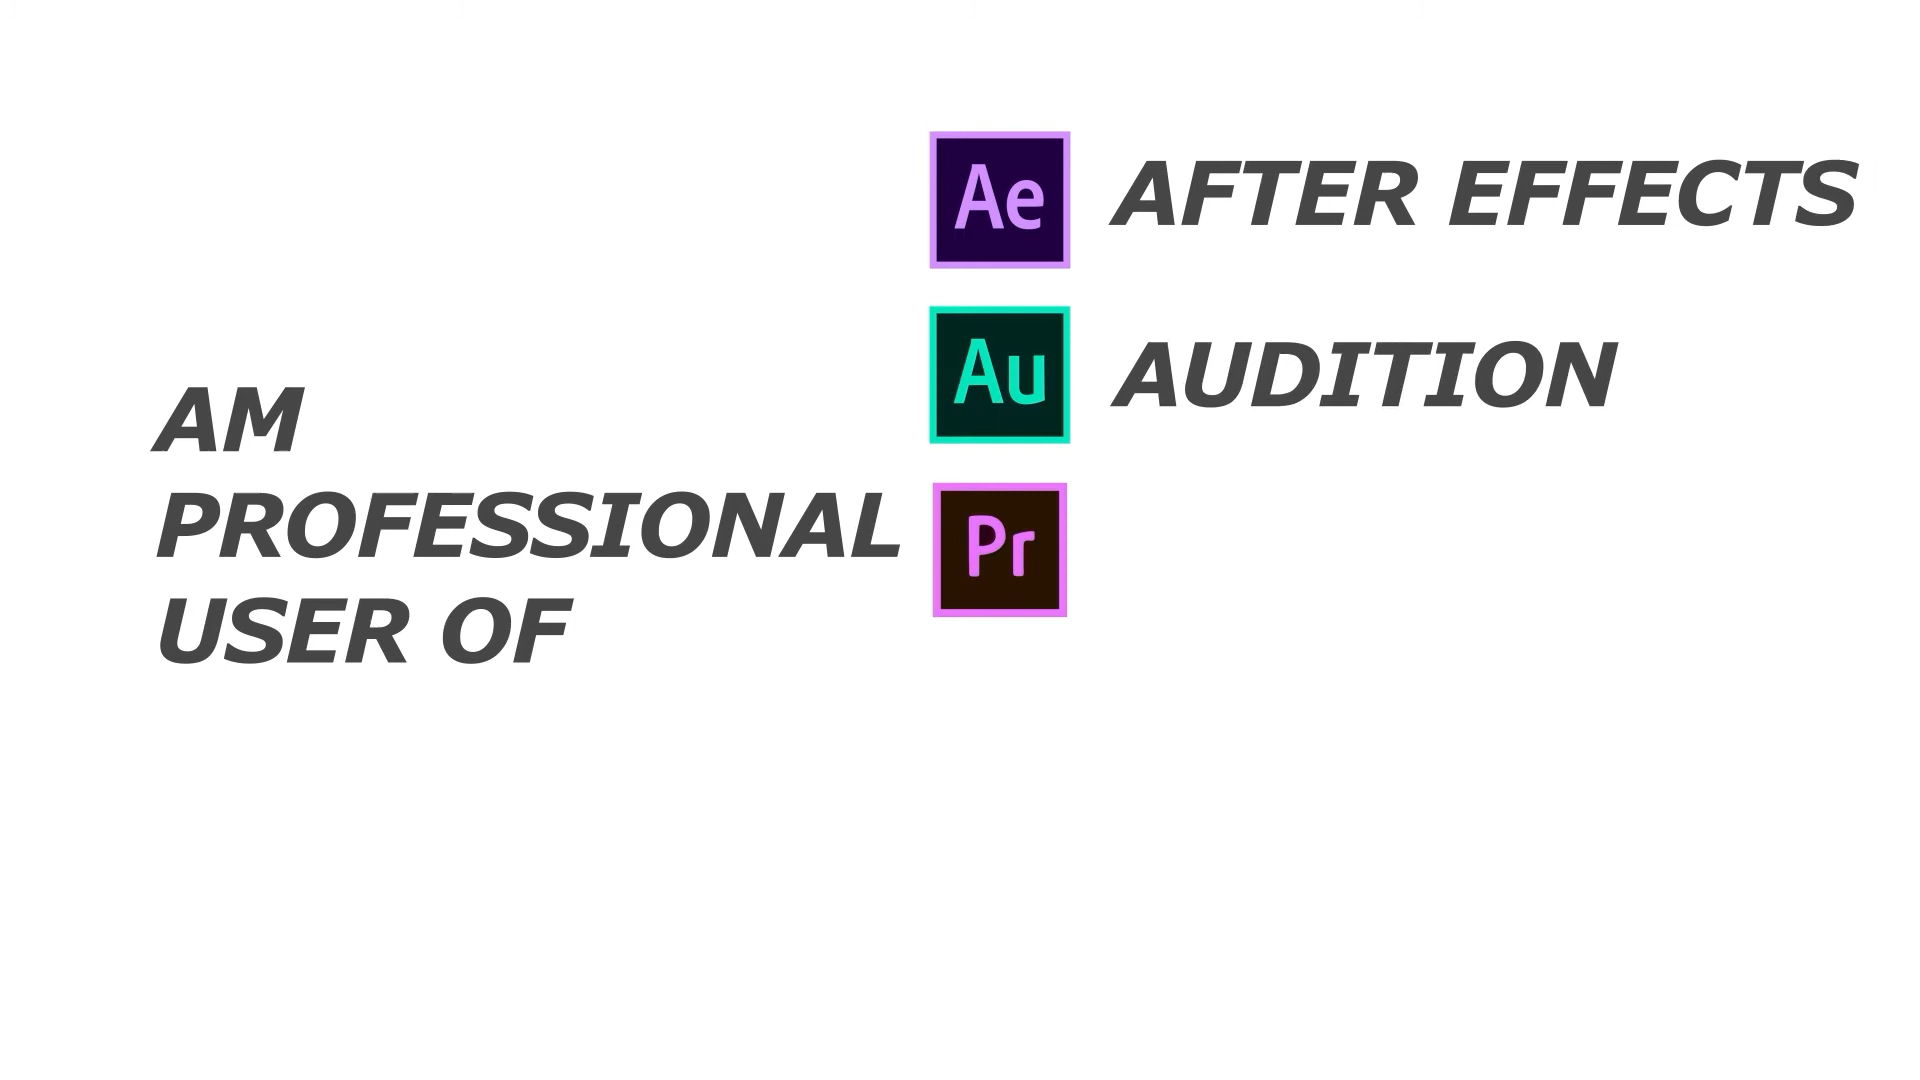 AM
PROFESSIONAL
USER OF
Ae AFTER EFFECTS
Au AUDITION
Pr